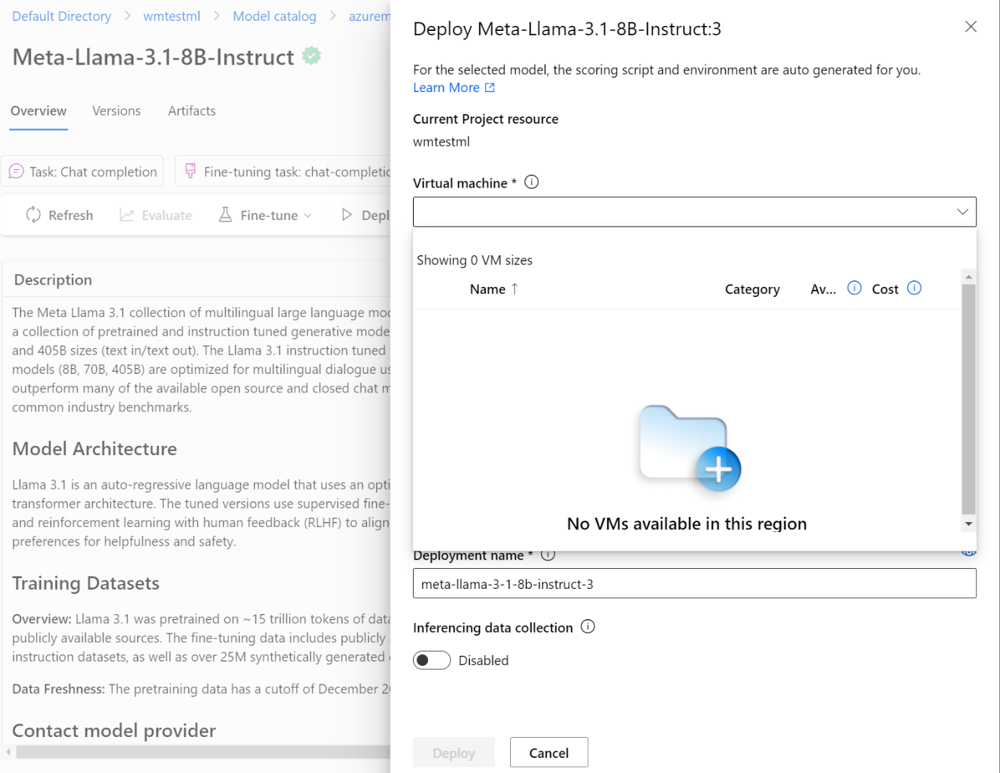 Default Directory > wmtestml > Model catalog > azurem
Meta-Llama-3.1-8B-Instruct
Overview Versions Artifacts
Task: Chat completion Fine-tuning task: chat-completic
Refresh Evaluate Fine-tune Depl
Description
The Meta Llama 3.1 collection of multilingual large language mod
a collection of pretrained and instruction tuned generative mode
and 405B sizes (text in/text out). The Llama 3.1 instruction tuned
models (8B, 70B, 405B) are optimized for multilingual dialogue us
outperform many of the available open source and closed chat m
common industry benchmarks.
Model Architecture
Llama 3.1 is an auto-regressive language model that uses an opti
transformer architecture. The tuned versions use supervised fine-
and reinforcement learning with human feedback (RLHF) to align
preferences for helpfulness and safety.
Training Datasets
Overview: Llama 3.1 was pretrained on ~15 trillion tokens of data
publicly available sources. The fine-tuning data includes publicly
instruction datasets, as well as over 25M synthetically generated
Data Freshness: The pretraining data has a cutoff of December 20
Contact model provider
Deploy Meta-Llama-3.1-8B-Instruct:3
For the selected model, the scoring script and environment are auto generated for you.
Learn More
Current Project resource
wmtestml
Virtual machine *
Showing 0 VM sizes
Name ↑ Category Av... Cost
No VMs available in this region
Deployment name *
meta-llama-3-1-8b-instruct-3
Inferencing data collection
Disabled
Deploy Cancel